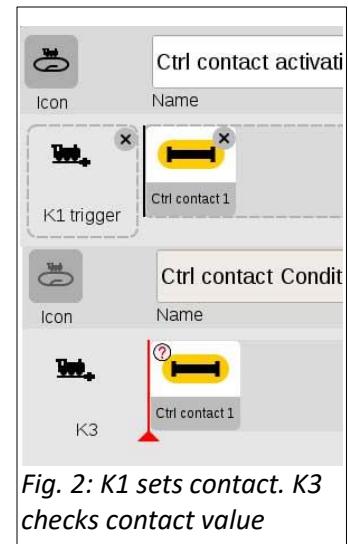 Ctrl contact activati
Icon
Name
K1 trigger
Ctrl contact 1
Ctrl contact Condit
Icon
Name
?
Ctrl contact 1
K3
Fig. 2: K1 sets contact. K3
checks contact value